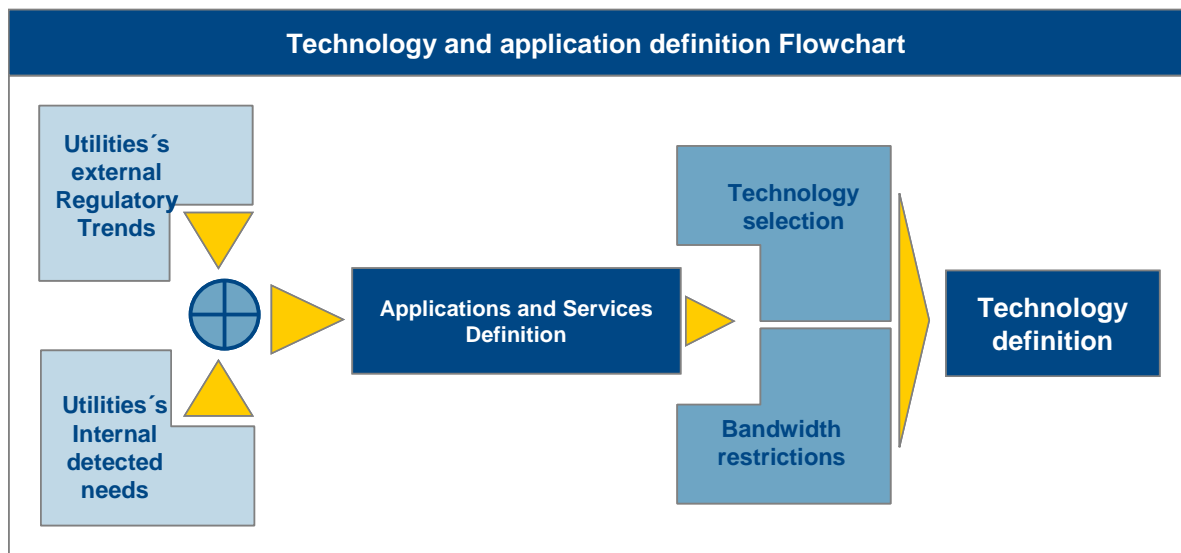 Technology and application definition Flowchart
Utilities´s
external
Regulatory
Trends
Technology
selection
Applications and Services
Definition
Technology
definition
Utilities´s
Internal
detected
needs
Bandwidth
restrictions